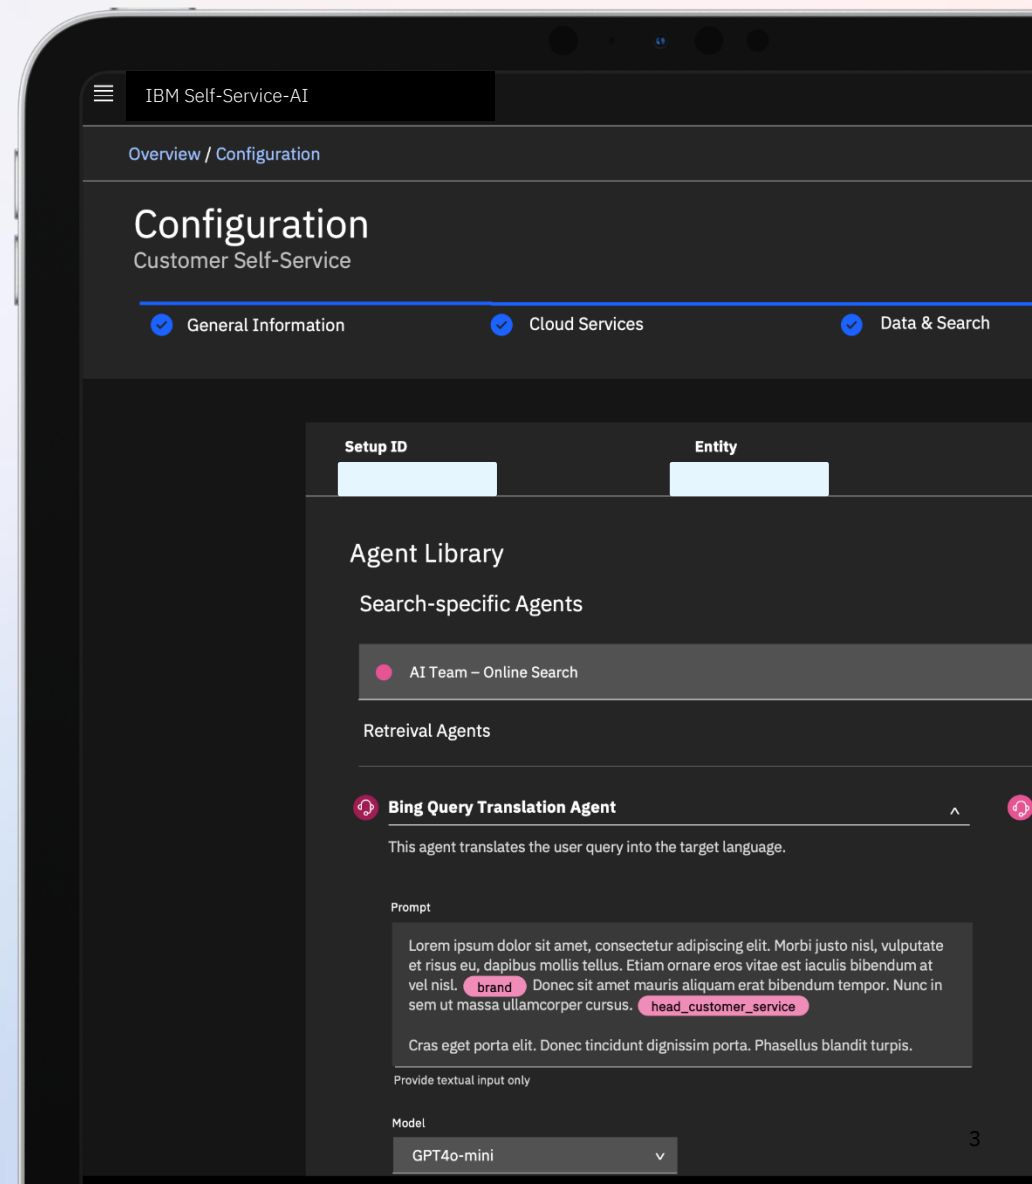 IBM Self-Service-AI
Overview / Configuration
Configuration
Customer Self-Service
General Information
Cloud Services
Data & Search
Setup ID
Entity
Agent Library
Search-specific Agents
AI Team – Online Search
Retreival Agents
Bing Query Translation Agent
This agent translates the user query into the target language.
Prompt
Lorem ipsum dolor sit amet, consectetur adipiscing elit. Morbi justo nisl, vulputate
et risus eu, dapibus mollis tellus. Etiam ornare eros vitae est iaculis bibendum at
vel nisl. brand Donec sit amet mauris aliquam erat bibendum tempor. Nunc in
sem ut massa ullamcorper cursus. head_customer_service
Cras eget porta elit. Donec tincidunt dignissim porta. Phasellus blandit turpis.
Provide textual input only
Model
3
GPT4o-mini